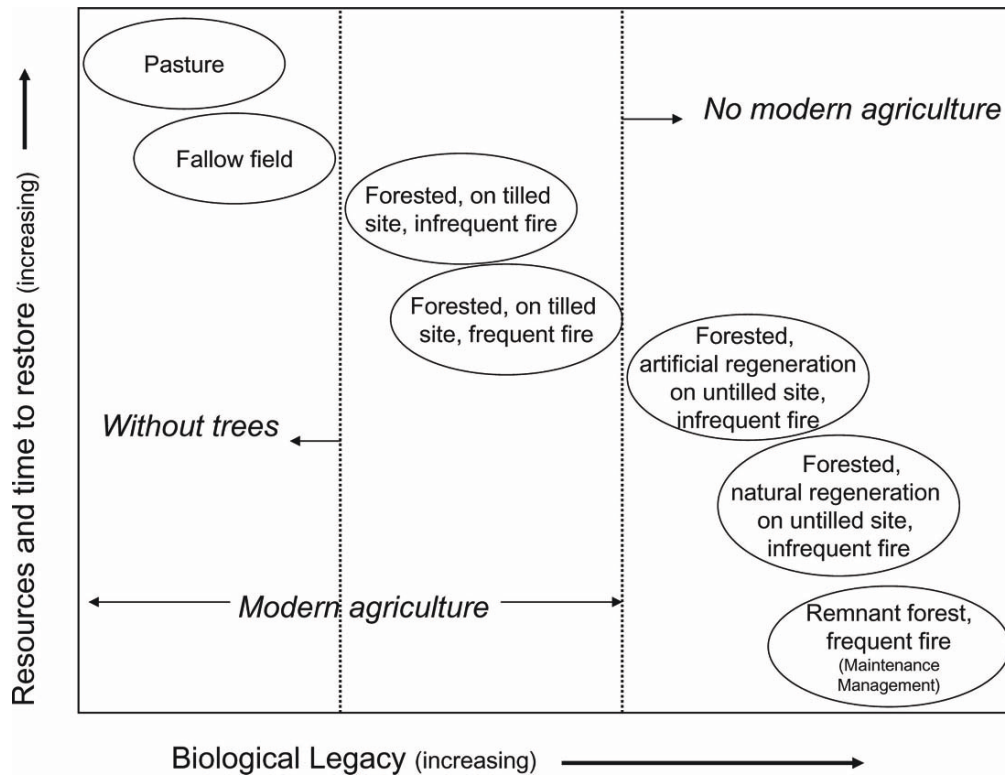 Pasture
Fallow field
No modern agriculture
Forested, on tilled
site, infrequent fire
Forested, on tilled
site, frequent fire
Forested,
artificial regeneration
on untilled site,
infrequent fire
Without trees
Forested,
natural regeneration
on untilled site,
infrequent fire
Modern agriculture
Remnant forest,
frequent fire
(Maintenance
Management)
Resources and time to restore (increasing)
Biological Legacy (increasing)